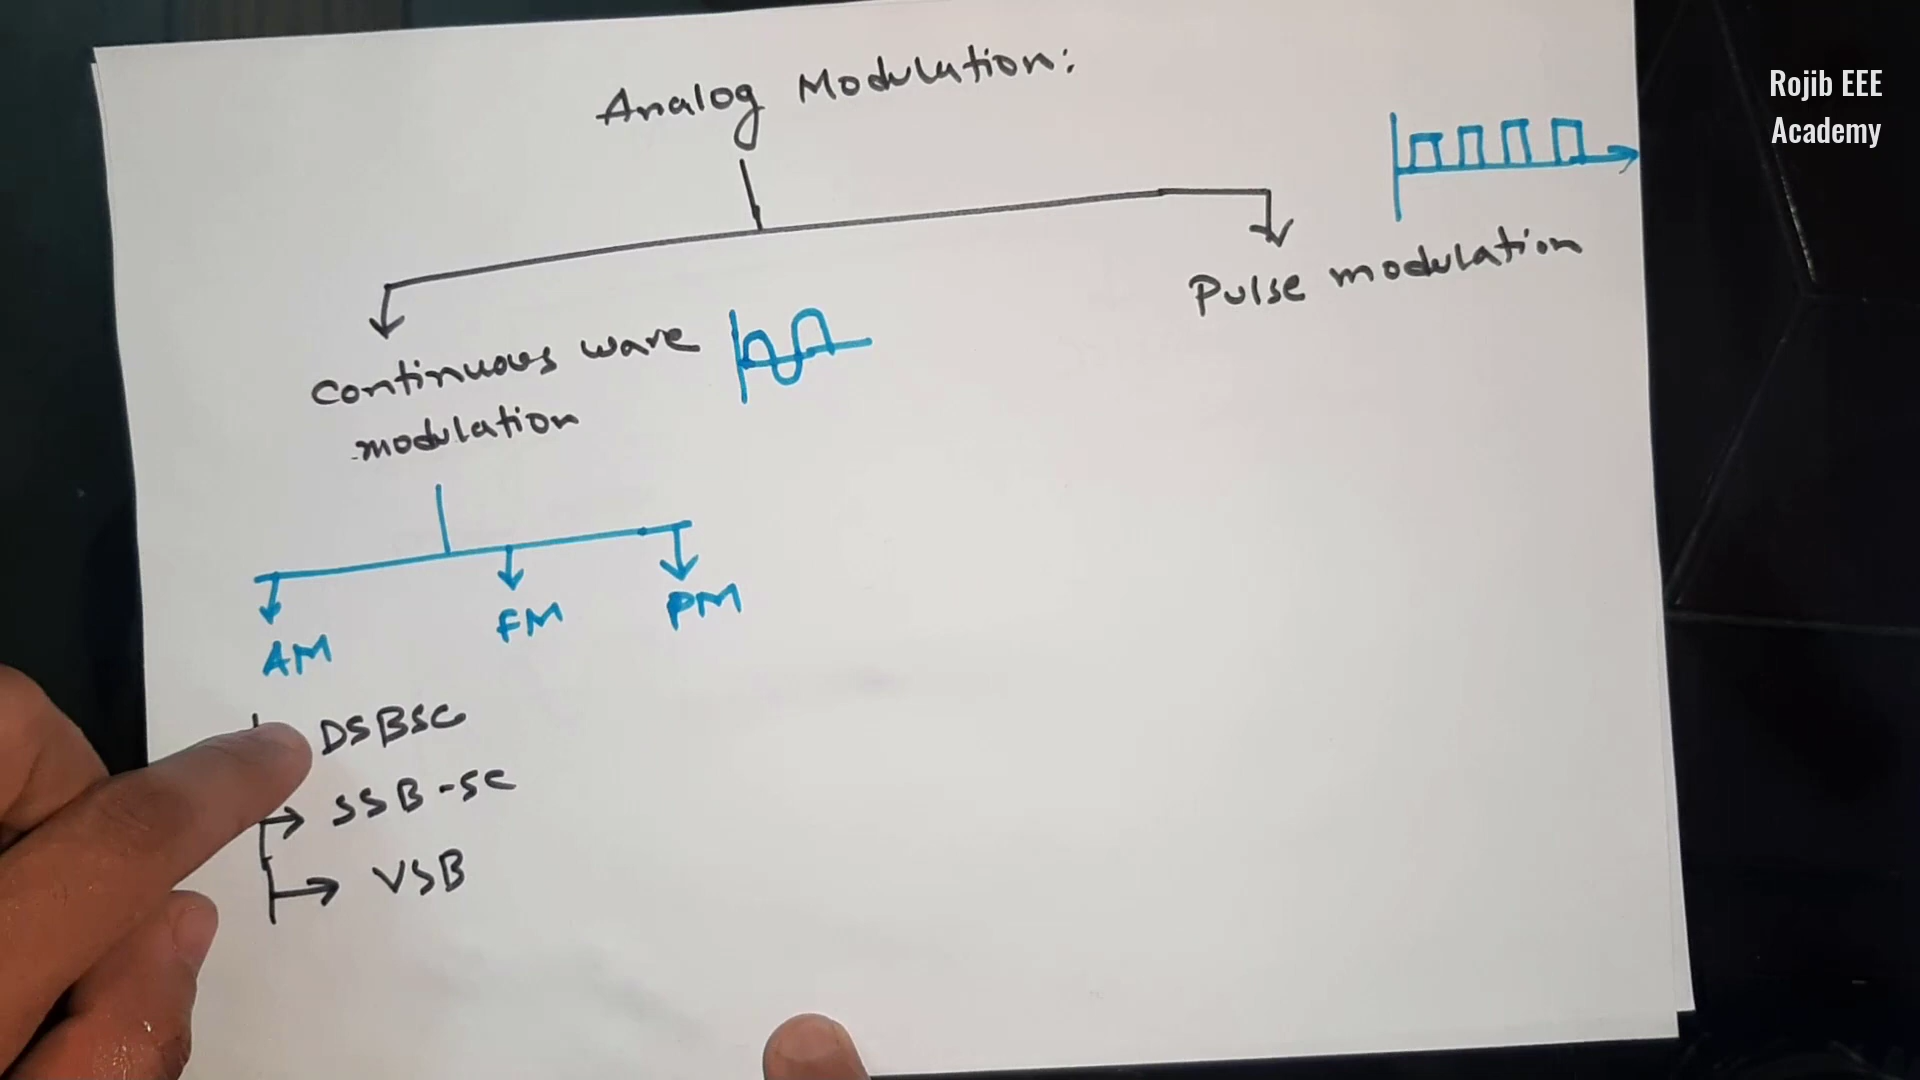 Analog Modulation:
Rojib EEE
Academy
Pulse modulation
Continuous wave
modulation
AM
FM
PM
DSBSC
SSB-SC
VSB